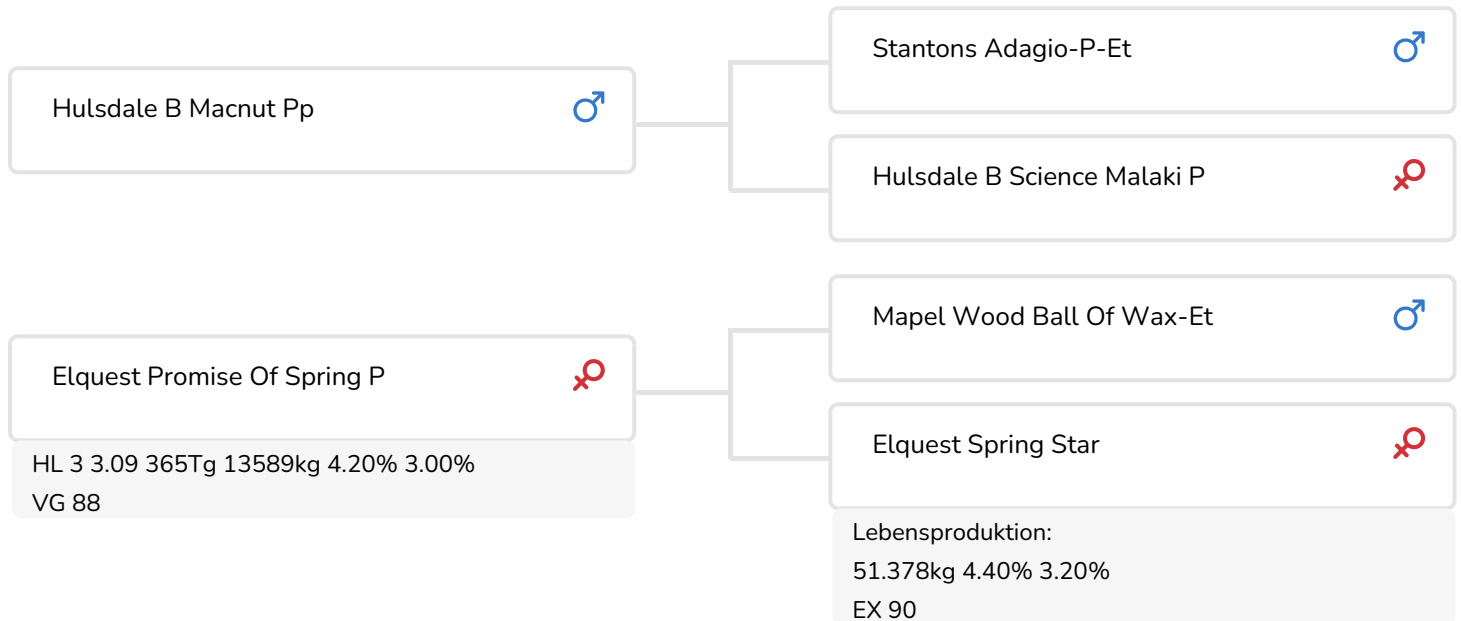 Stantons Adagio-P-Et
Hulsdale B Macnut Pp
Hulsdale B Science Malaki P
Mapel Wood Ball Of Wax-Et
Elquest Promise Of Spring P
HL 3 3.09 365Tg 13589kg 4.20% 3.00%
VG 88
Elquest Spring Star
Lebensproduktion:
51.378kg 4.40% 3.20%
EX 90